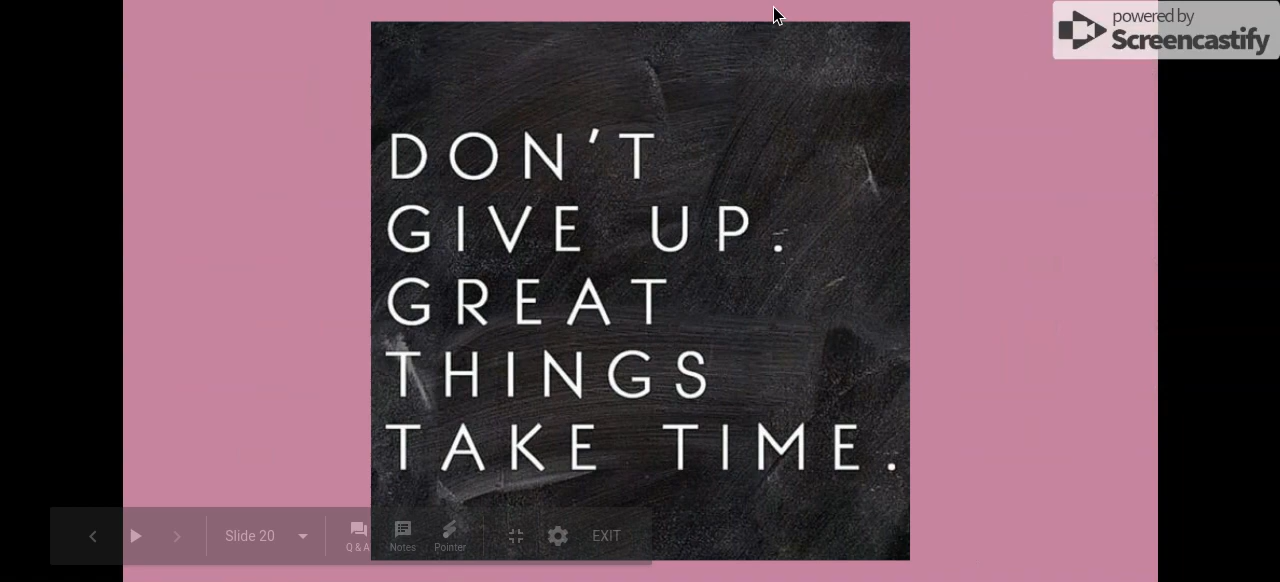 powered by
Screencastify
DON'T
GIVE UP.
GREAT
THINGS
TAKE TIME.
Slide 20
Q & A
Notes
Pointer
EXIT